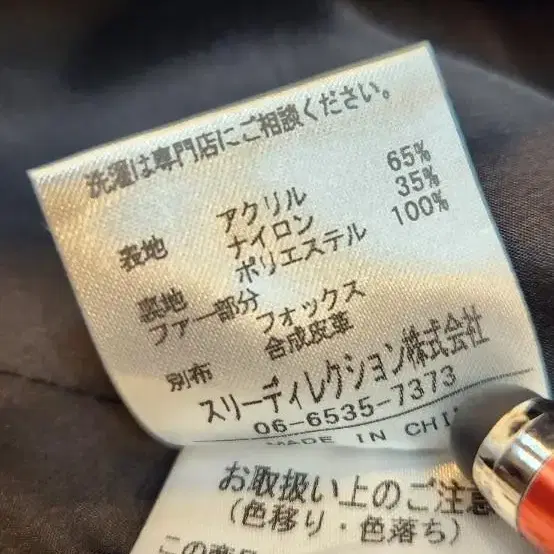 洗濯は専門店にご相談ください。
表地 アクリル 65%
ナイロン 35%
裏地 ポリエステル 100%
ファー部分 フォックス
別布 合成皮革
スリーディレクション株式会社
06-6535-7373
MADE IN CHI
お取扱い上のご注意
(色移り・色落ち)
この商品